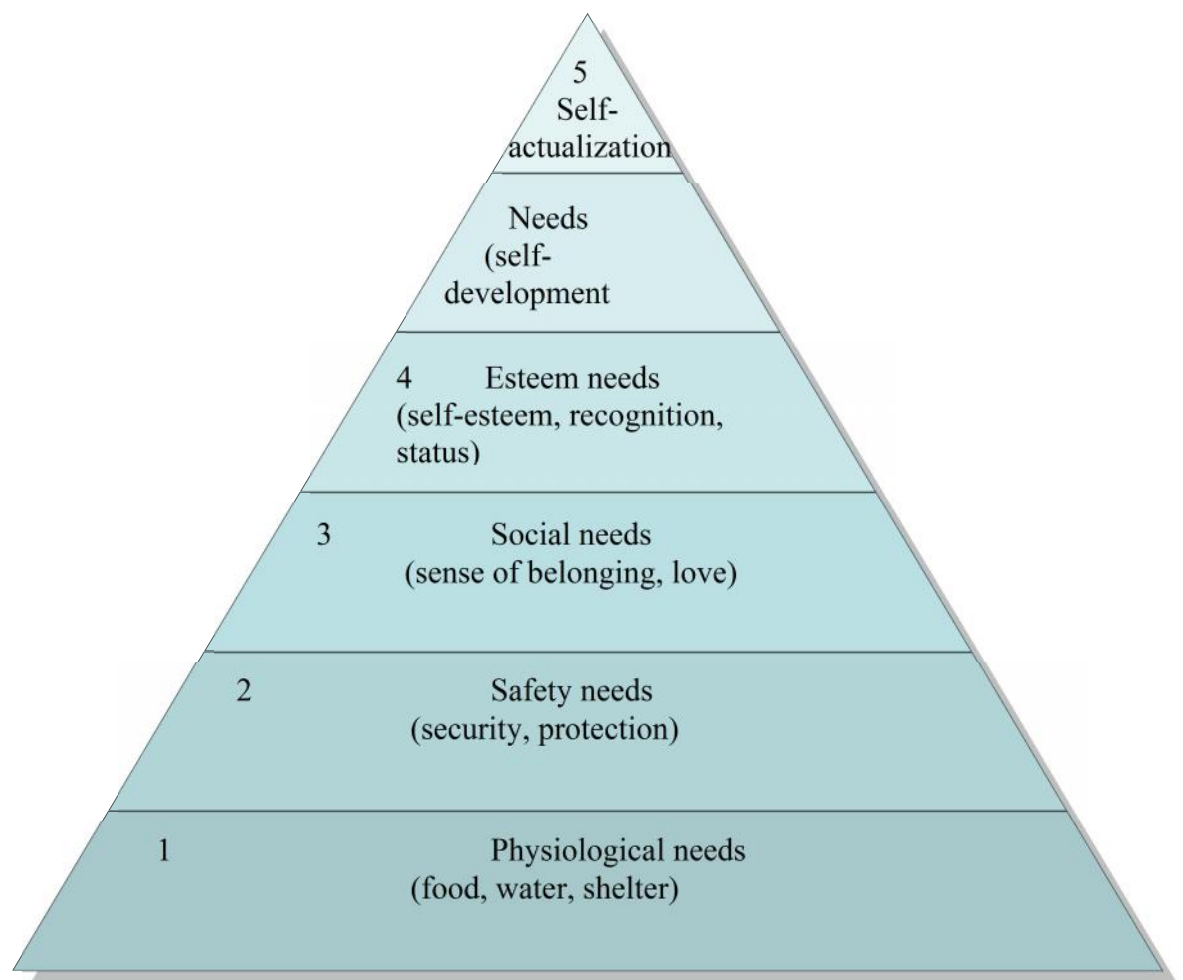 5
Self-
actualization
Needs
(self-
development
4 Esteem needs
(self-esteem, recognition,
status)
3 Social needs
(sense of belonging, love)
2 Safety needs
(security, protection)
1 Physiological needs
(food, water, shelter)